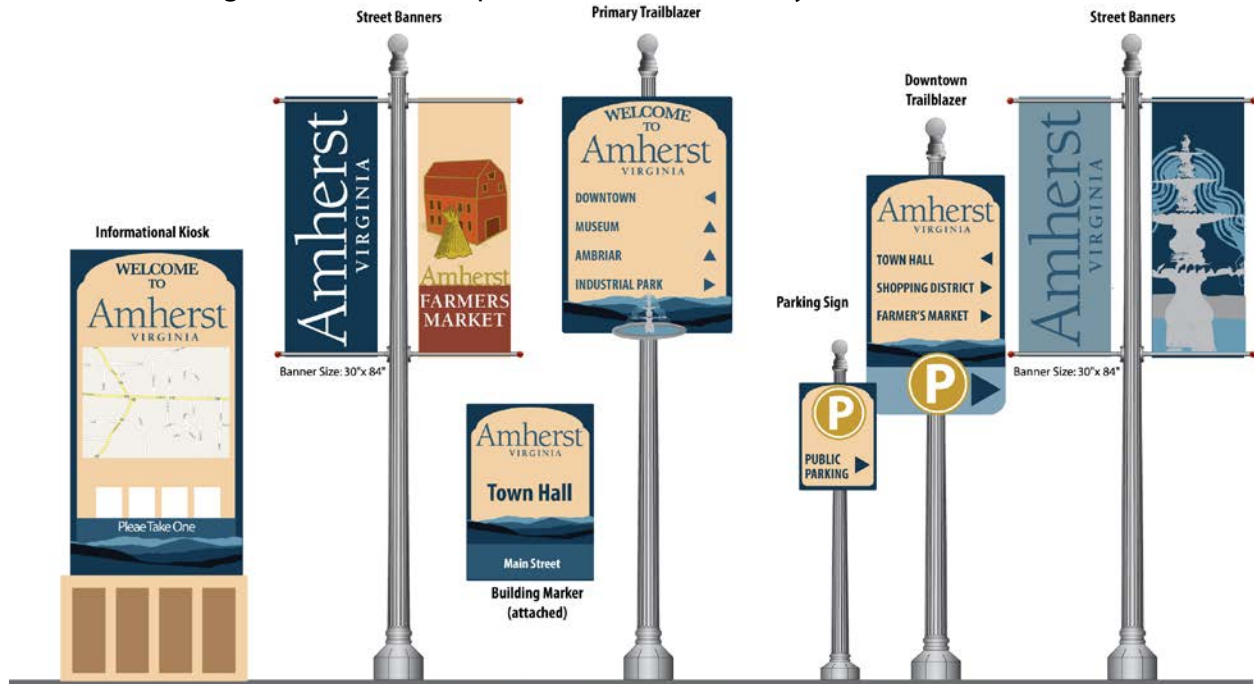 Street Banners
Primary Trailblazer
Street Banners
Downtown
Trailblazer
Informational Kiosk
WELCOME
TO
Amherst
VIRGINIA
Pleae Take One
Amherst
VIRGINIA
Amherst
FARMERS
MARKET
Banner Size: 30"x 84"
WELCOME
TO
Amherst
VIRGINIA
DOWNTOWN
MUSEUM
AMBRIAR
INDUSTRIAL PARK
Amherst
VIRGINIA
Town Hall
Main Street
Building Marker
(attached)
Parking Sign
P
PUBLIC
PARKING
Amherst
VIRGINIA
TOWN HALL
SHOPPING DISTRICT
FARMER'S MARKET
P
Amherst
VIRGINIA
Banner Size: 30"x 84"